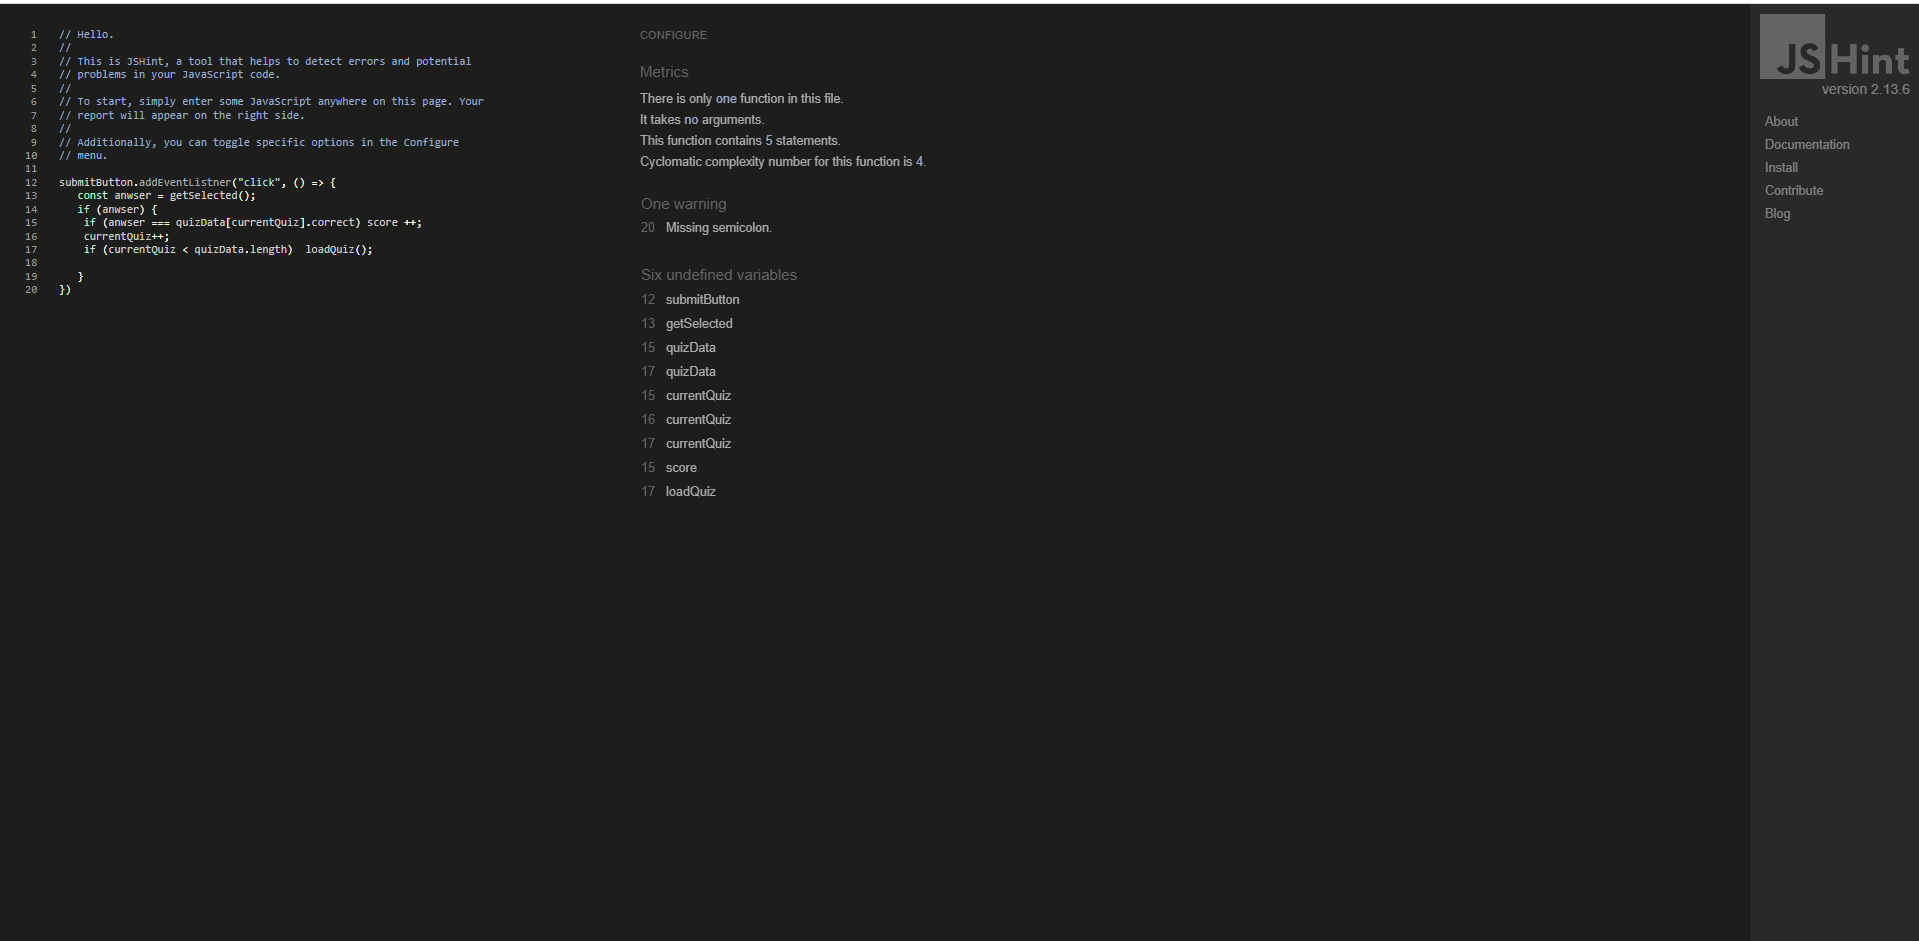 1 // Hello.
2 //
3 // This is JSHint, a tool that helps to detect errors and potential
4 // problems in your JavaScript code.
5 //
6 // To start, simply enter some JavaScript anywhere on this page. Your
7 // report will appear on the right side.
8 //
9 // Additionally, you can toggle specific options in the Configure
10 // menu.
11
12 submitButton.addEventListner("click", () => {
13 const anwser = getSelected();
14 if (anwser) {
15 if (anwser === quizData[currentQuiz].correct) score ++;
16 currentQuiz++;
17 if (currentQuiz < quizData.length)  loadQuiz();
18
19 }
20 })
CONFIGURE
Metrics
There is only one function in this file.
It takes no arguments.
This function contains 5 statements.
Cyclomatic complexity number for this function is 4.
One warning
20 Missing semicolon.
Six undefined variables
12 submitButton
13 getSelected
15 quizData
17 quizData
15 currentQuiz
16 currentQuiz
17 currentQuiz
15 score
17 loadQuiz
JSHint
version 2.13.6
About
Documentation
Install
Contribute
Blog